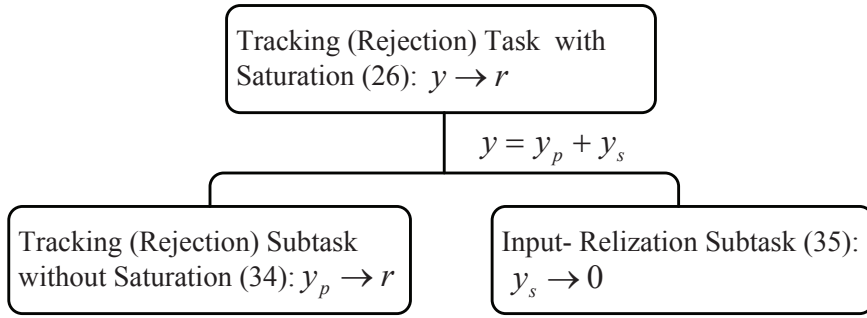 Tracking (Rejection) Task with
Saturation (26): y → r
y = y_p + y_s
Tracking (Rejection) Subtask
without Saturation (34): y_p → r
Input- Relization Subtask (35):
y_s → 0